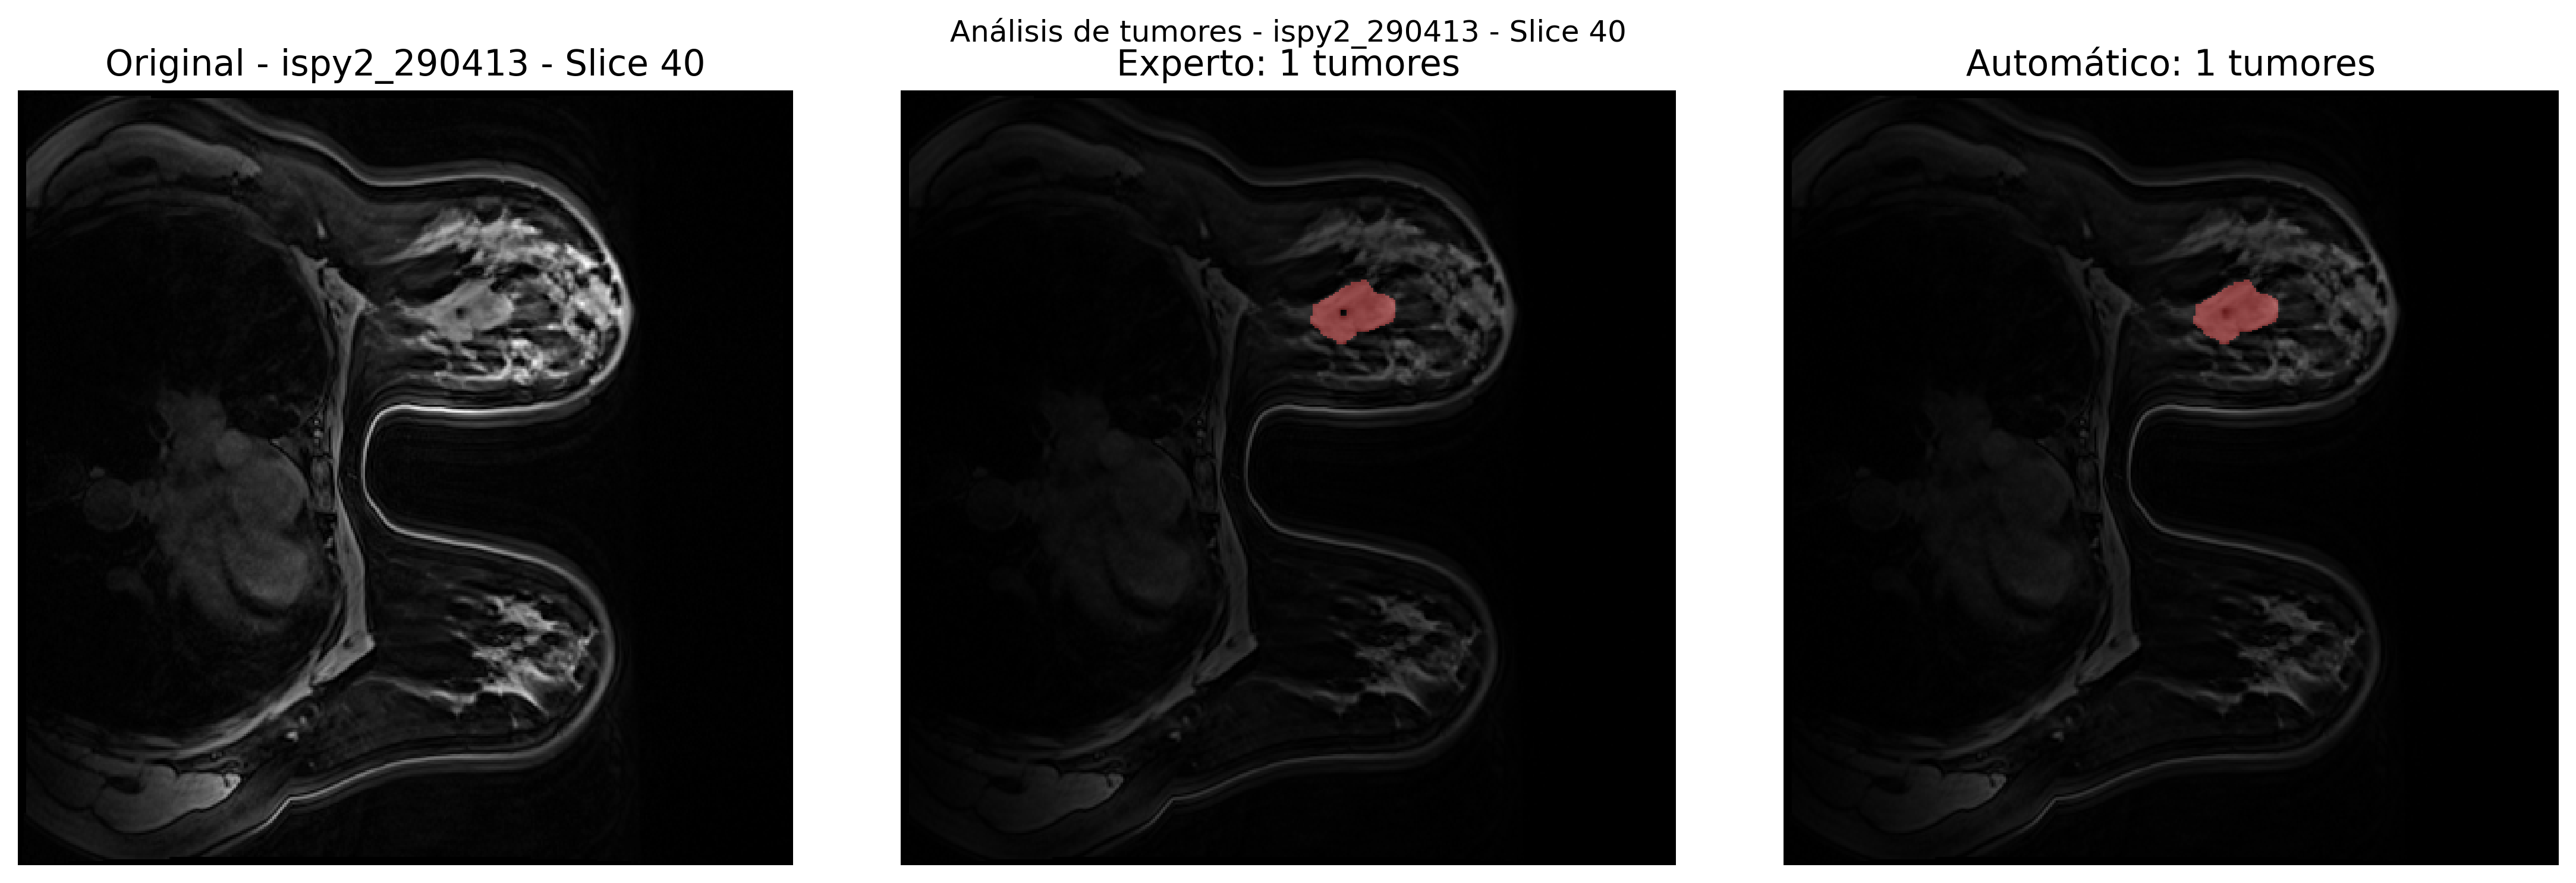 Análisis de tumores - ispy2_290413 - Slice 40
Original - ispy2_290413 - Slice 40
Experto: 1 tumores
Automático: 1 tumores